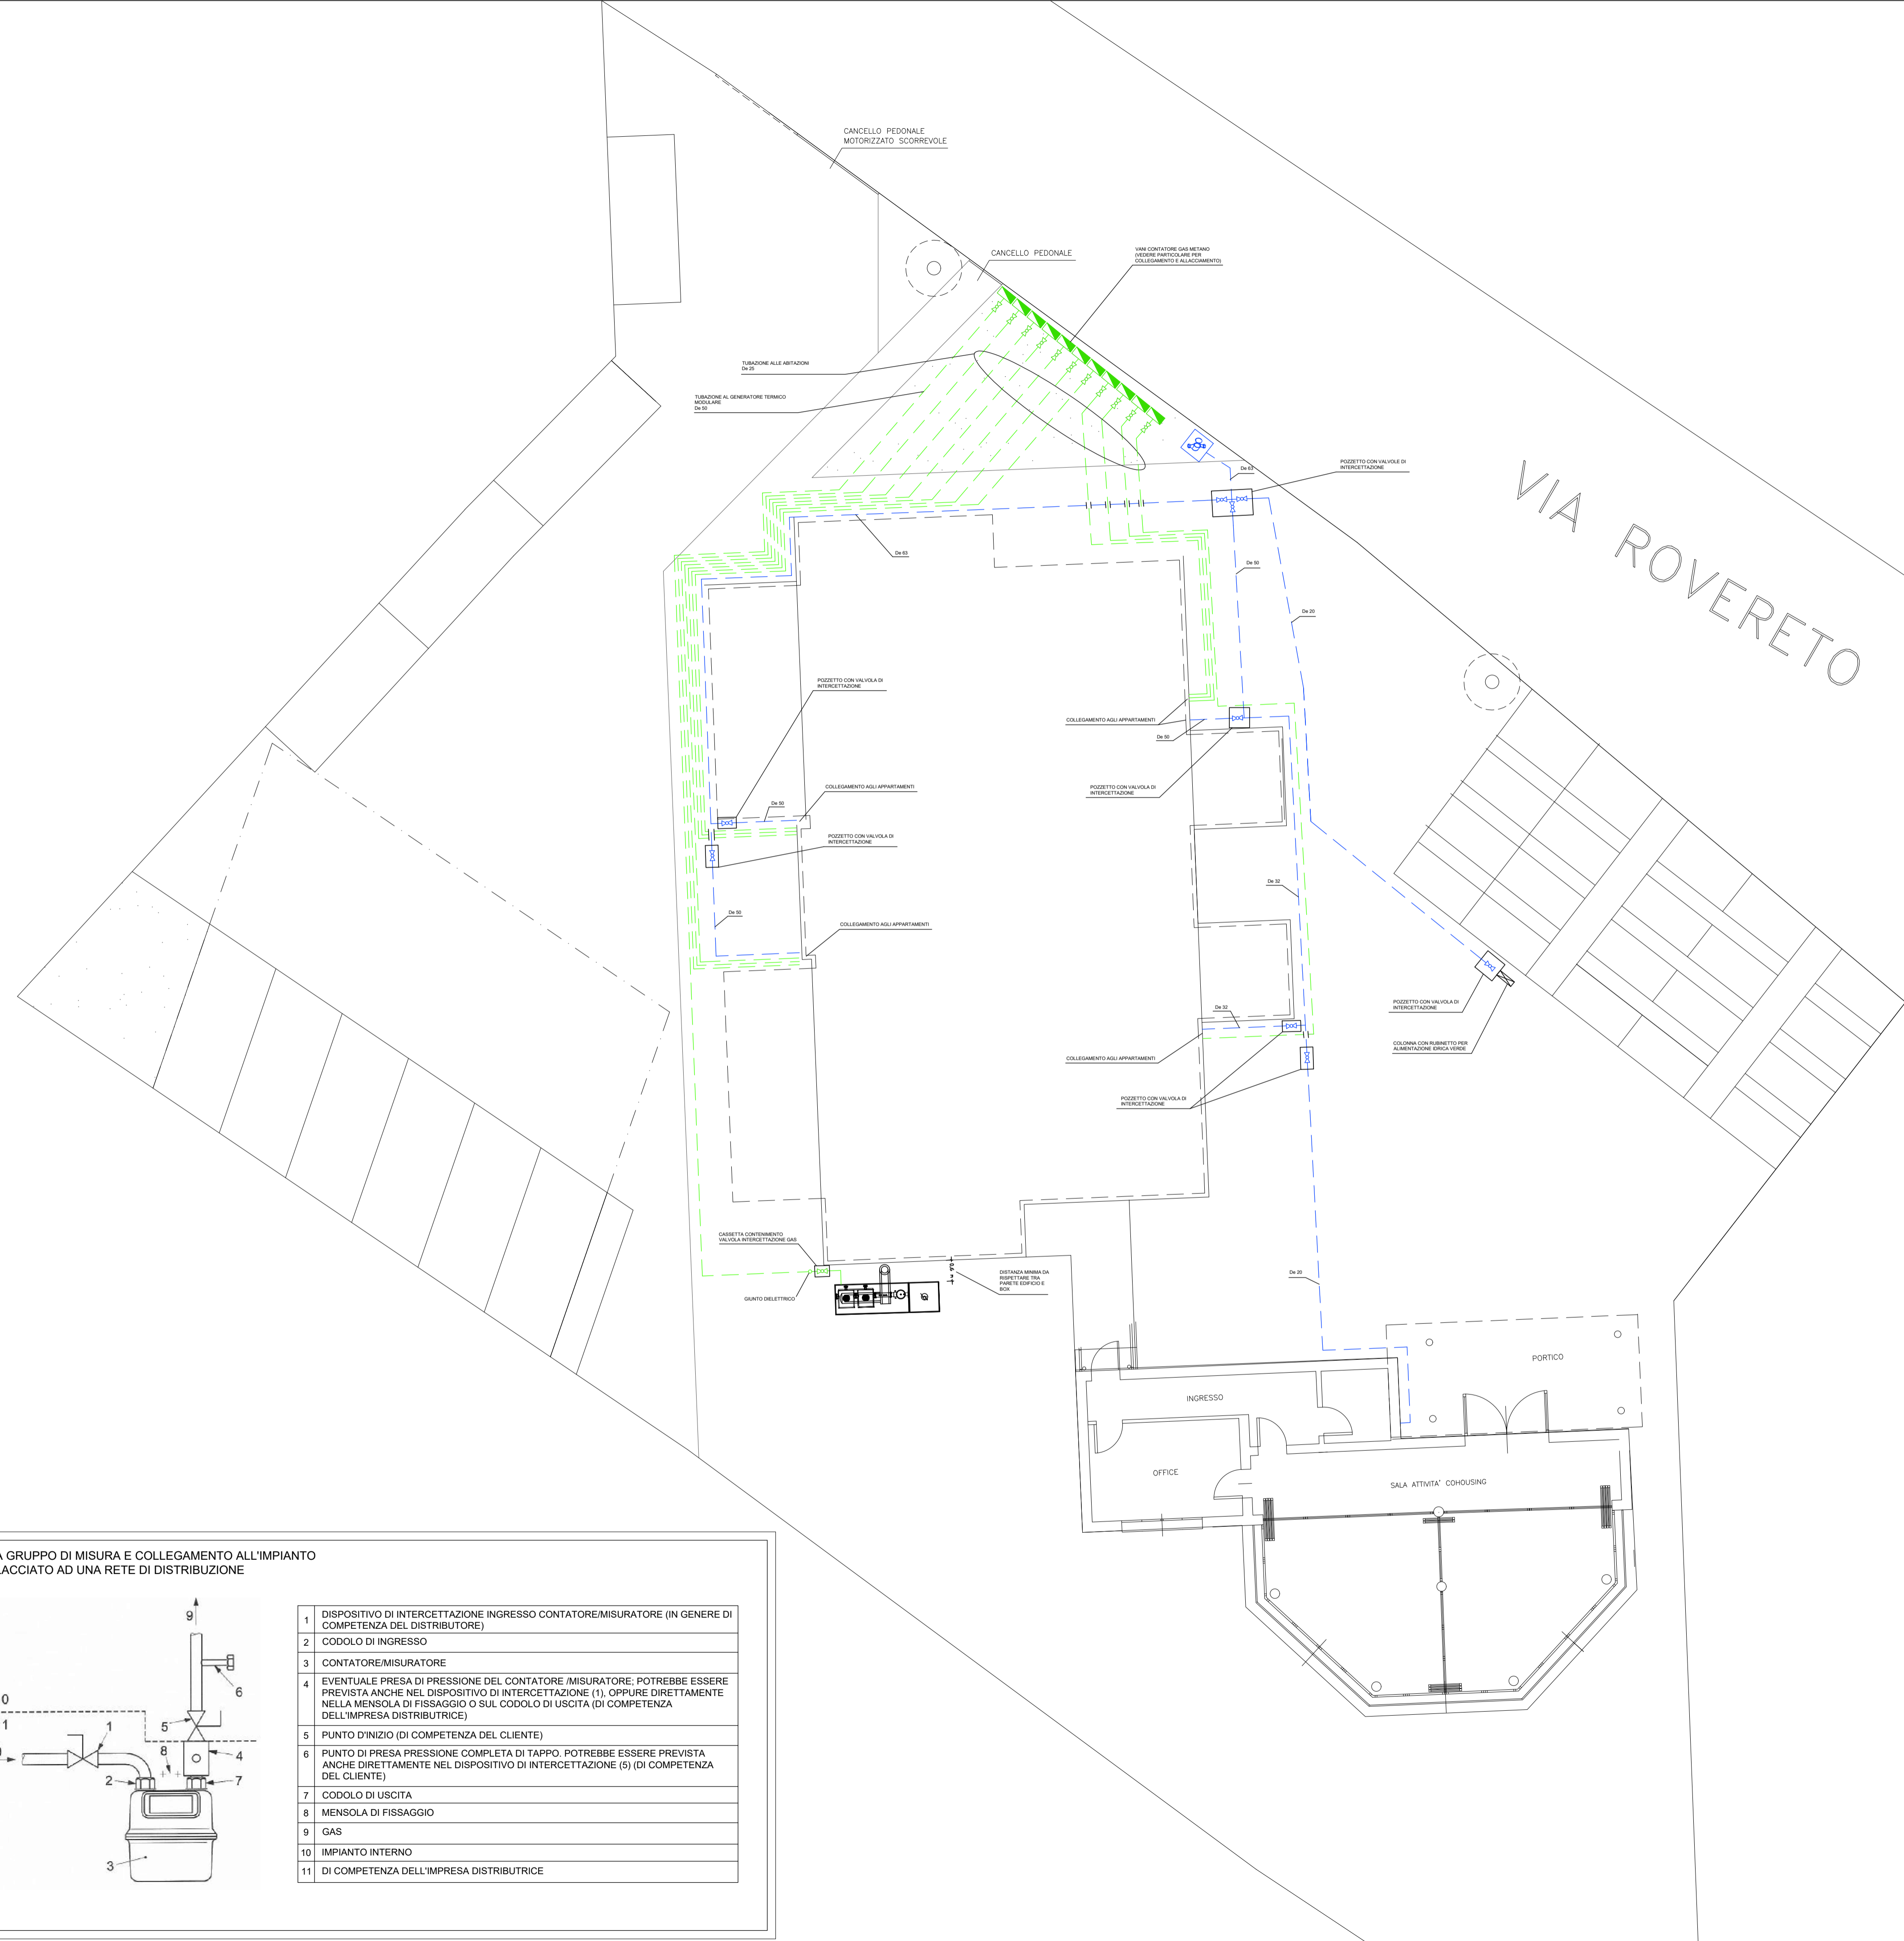 CANCELLO PEDONALE
MOTORIZZATO SCORREVOLE
CANCELLO PEDONALE
VANI CONTATORE GAS METANO
(VEDERE PARTICOLARE PER
COLLEGAMENTO E ALLACCIAMENTO)
TUBAZIONE ALLE ABITAZIONI
De 25
TUBAZIONE AL GENERATORE TERMICO
MODULARE
De 50
De 63
POZZETTO CON VALVOLE DI
INTERCETTAZIONE
VIA ROVERETO
De 63
De 50
De 20
POZZETTO CON VALVOLA DI
INTERCETTAZIONE
COLLEGAMENTO AGLI APPARTAMENTI
De 50
COLLEGAMENTO AGLI APPARTAMENTI
POZZETTO CON VALVOLA DI
INTERCETTAZIONE
De 50
POZZETTO CON VALVOLA DI
INTERCETTAZIONE
De 32
De 50
COLLEGAMENTO AGLI APPARTAMENTI
POZZETTO CON VALVOLA DI
INTERCETTAZIONE
De 32
COLONNA CON RUBINETTO PER
ALIMENTAZIONE IDRICA VERDE
COLLEGAMENTO AGLI APPARTAMENTI
POZZETTO CON VALVOLA DI
INTERCETTAZIONE
CASSETTA CONTENIMENTO
VALVOLA INTERCETTAZIONE GAS
DISTANZA MINIMA DA
RISPETTARE TRA
PARETE EDIFICIO E
BOX
De 20
GIUNTO DIELETTRICO
PORTICO
INGRESSO
OFFICE
SALA ATTIVITA' COHOUSING
A GRUPPO DI MISURA E COLLEGAMENTO ALL'IMPIANTO
LACCIATO AD UNA RETE DI DISTRIBUZIONE
9
6
0
1
1
5
8
4
2
7
3
1 DISPOSITIVO DI INTERCETTAZIONE INGRESSO CONTATORE/MISURATORE (IN GENERE DI
COMPETENZA DEL DISTRIBUTORE)
2 CODOLO DI INGRESSO
3 CONTATORE/MISURATORE
4 EVENTUALE PRESA DI PRESSIONE DEL CONTATORE /MISURATORE; POTREBBE ESSERE
PREVISTA ANCHE NEL DISPOSITIVO DI INTERCETTAZIONE (1), OPPURE DIRETTAMENTE
NELLA MENSOLA DI FISSAGGIO O SUL CODOLO DI USCITA (DI COMPETENZA
DELL'IMPRESA DISTRIBUTRICE)
5 PUNTO D'INIZIO (DI COMPETENZA DEL CLIENTE)
6 PUNTO DI PRESA PRESSIONE COMPLETA DI TAPPO. POTREBBE ESSERE PREVISTA
ANCHE DIRETTAMENTE NEL DISPOSITIVO DI INTERCETTAZIONE (5) (DI COMPETENZA
DEL CLIENTE)
7 CODOLO DI USCITA
8 MENSOLA DI FISSAGGIO
9 GAS
10 IMPIANTO INTERNO
11 DI COMPETENZA DELL'IMPRESA DISTRIBUTRICE